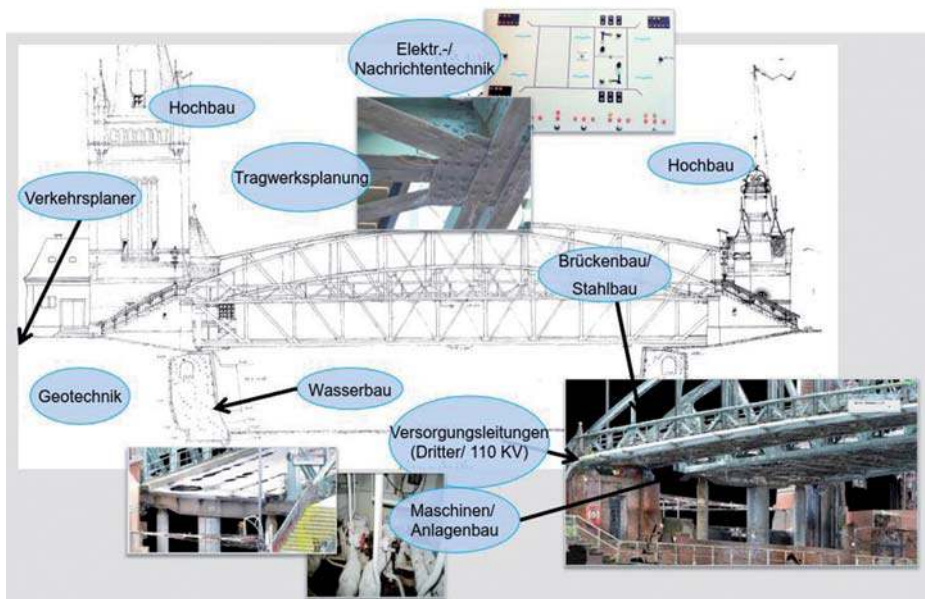 Elektr.-/
Nachrichtentechnik
Hochbau
Tragwerksplanung
Hochbau
Verkehrsplaner
Brückenbau/
Stahlbau
Geotechnik
Wasserbau
Versorgungsleitungen
(Dritter/ 110 KV)
Maschinen/
Anlagenbau